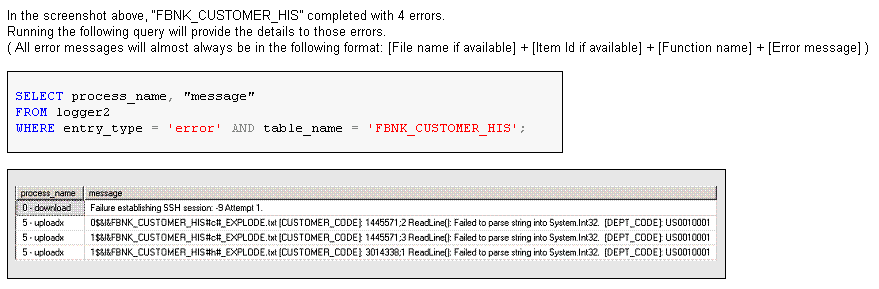 In the screenshot above, "FBNK_CUSTOMER_HIS" completed with 4 errors.
Running the following query will provide the details to those errors.
( All error messages will almost always be in the following format: [File name if available] + [Item Id if available] + [Function name] + [Error message] )
SELECT process_name, "message"
FROM logger2
WHERE entry_type = 'error' AND table_name = 'FBNK_CUSTOMER_HIS';
process_name message
0 - download Failure establishing SSH session: -9 Attempt 1.
5 - uploadx 0$&I&FBNK_CUSTOMER_HIS#c#_EXPLODE.txt [CUSTOMER_CODE]: 1445571;2 ReadLine(): Failed to parse string into System.Int32. [DEPT_CODE]: US0010001
5 - uploadx 1$&I&FBNK_CUSTOMER_HIS#c#_EXPLODE.txt [CUSTOMER_CODE]: 1445571;3 ReadLine(): Failed to parse string into System.Int32. [DEPT_CODE]: US0010001
5 - uploadx 1$&I&FBNK_CUSTOMER_HIS#h#_EXPLODE.txt [CUSTOMER_CODE]: 3014338;1 ReadLine(): Failed to parse string into System.Int32. [DEPT_CODE]: US0010001